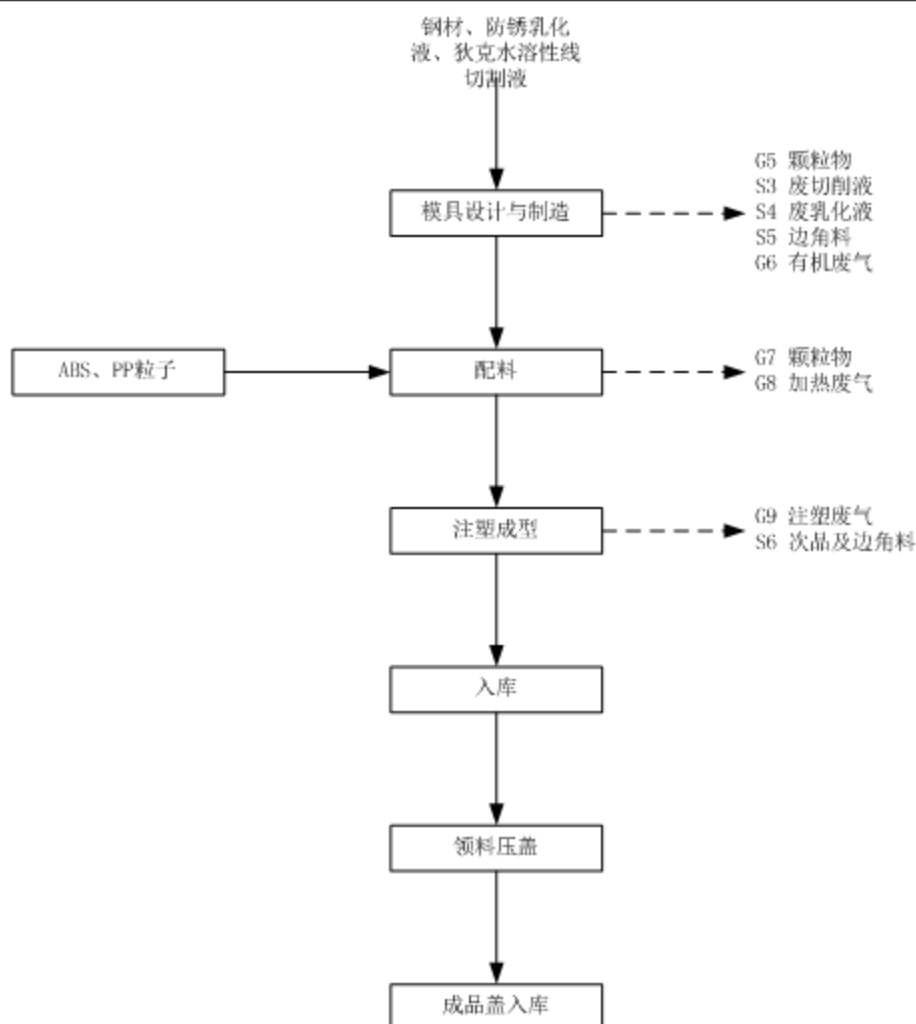 钢材、防锈乳化
液、狄克水溶性线
切割液
G5 颗粒物
S3 废切削液
模具设计与制造
S4 废乳化液
S5 边角料
G6 有机废气
ABS、PP粒子
配料
G7 颗粒物
G8 加热废气
注塑成型
G9 注塑废气
S6 次品及边角料
入库
领料压盖
成品盖入库